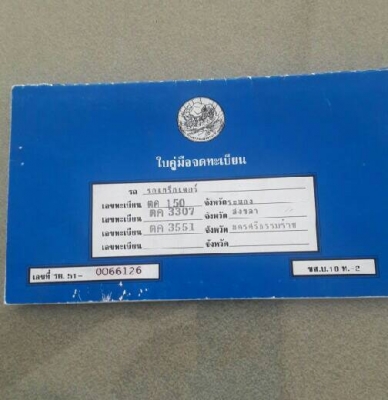 ใบคู่มือจดทะเบียน
รถ รถแทรกเตอร์
เลขทะเบียน ตค 150 จังหวัด ระนอง
เลขทะเบียน ตค 3307 จังหวัด สงขลา
เลขทะเบียน ตค 3551 จังหวัด นครศรีธรรมราช
เลขทะเบียน จังหวัด
เลขที่ รย. 51- 0066126
ขส.บ.10 ท.-2